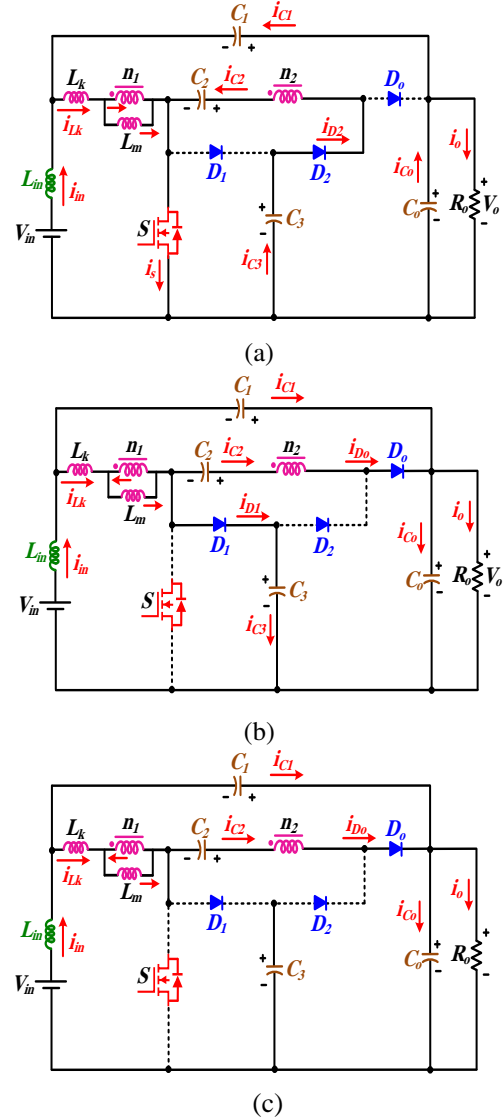 C1 iC1
+
-
Lk n1 C2 iC2 n2 Do
- +
iLk Lm iD2 io
D1 D2
Lin iin iCo
+ + +
Vin S C3 Co Ro Vo
- - -
is iC3
(a)
C1 iC1
- +
Lk n1 C2 iC2 n2 iDo Do
- +
iLk Lm iD1 io
D1 D2
Lin iin iCo
+ + +
Vin S C3 Co Ro Vo
- - -
iC3
(b)
C1 iC1
- +
Lk n1 C2 iC2 n2 iDo Do
- +
iLk Lm io
D1 D2
Lin iin iCo
+ +
Vin S C3 Co Ro
- -
(c)